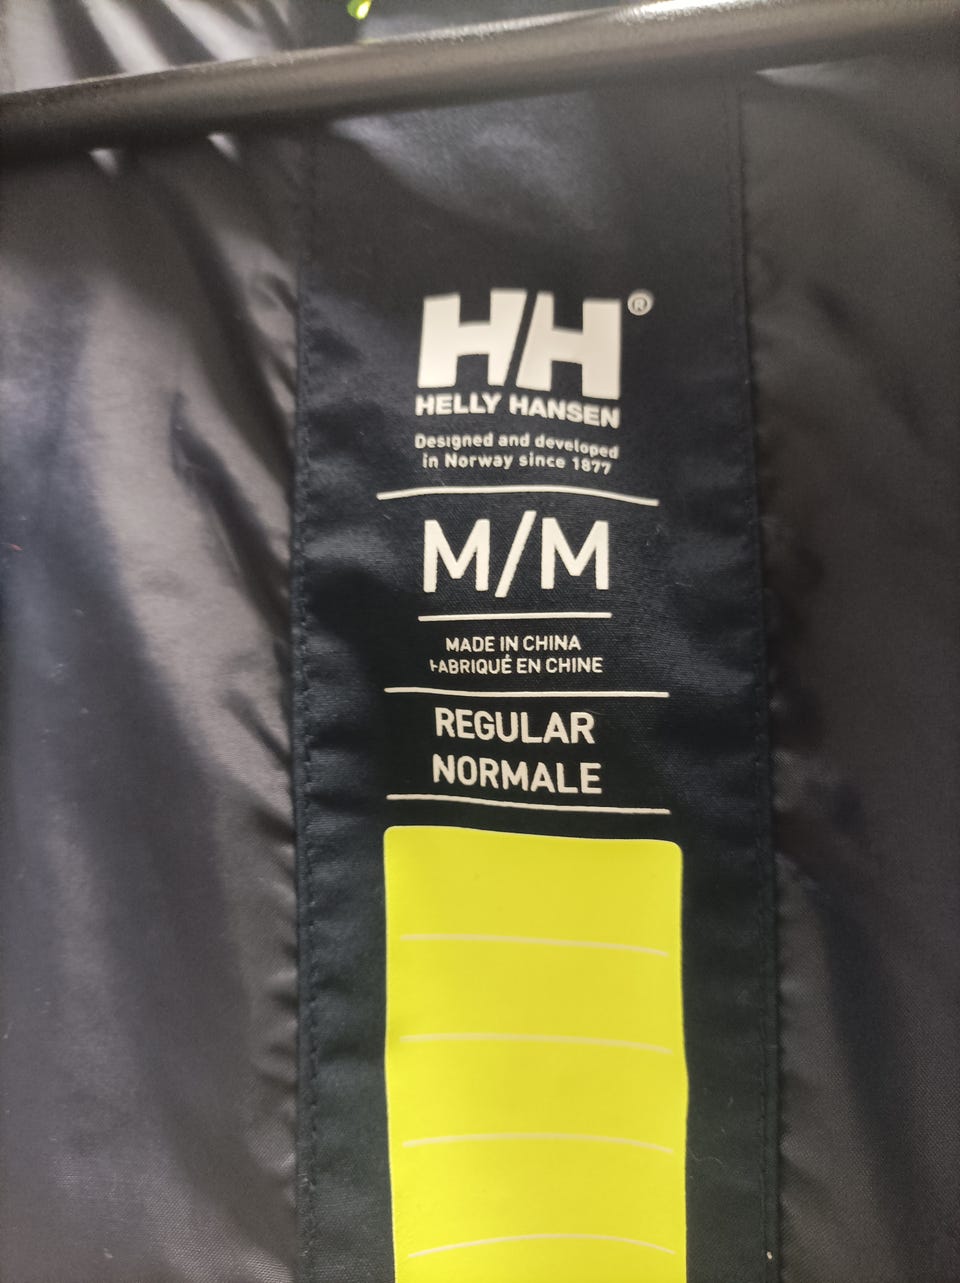 HH®
HELLY HANSEN
Designed and developed
in Norway since 1877
M/M
MADE IN CHINA
FABRIQUÉ EN CHINE
REGULAR
NORMALE